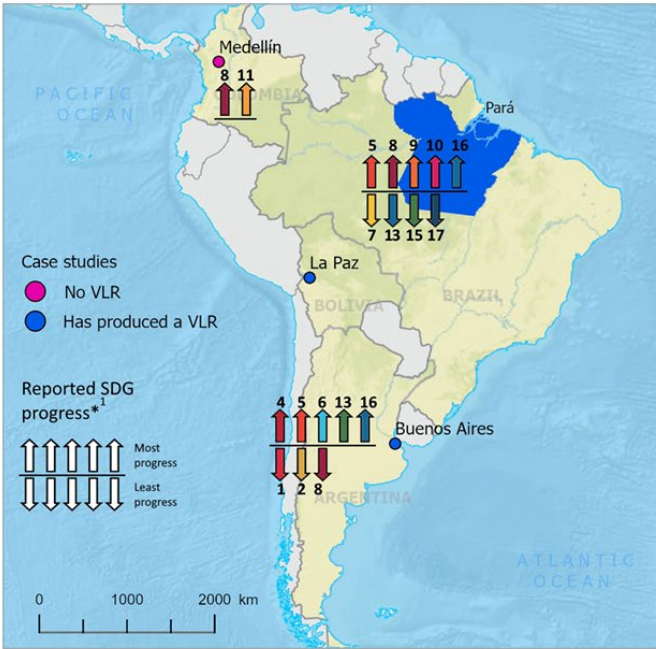 Medellín
8 11
COLOMBIA
PACIFIC
OCEAN
Pará
5 8 9 10 16
7 13 15 17
La Paz
BOLIVIA
BRAZIL
Case studies
No VLR
Has produced a VLR
Reported SDG
progress*1
Most
progress
Least
progress
4 5 6 13 16
1 2 8
Buenos Aires
ARGENTINA
ATLANTIC
OCEAN
0 1000 2000 km